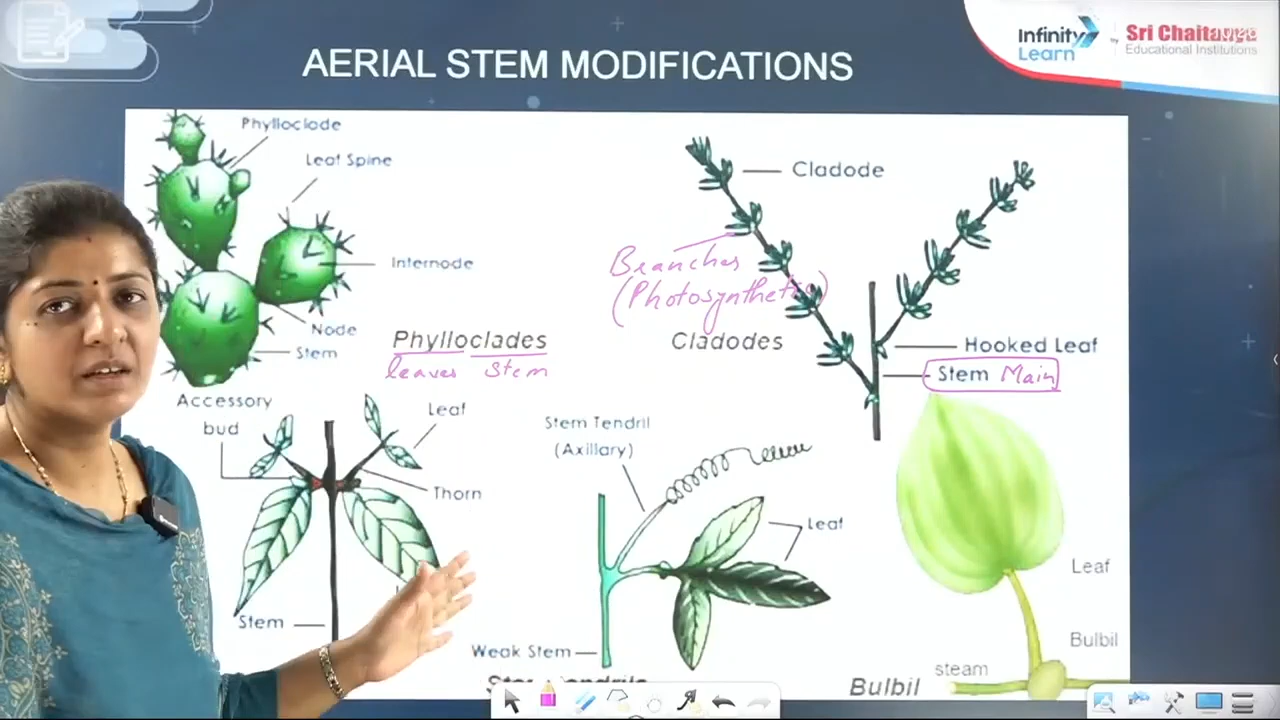 AERIAL STEM MODIFICATIONS
Infinity Learn
by
Sri Chaitanya
Educational Institutions
Phylloclade
Leaf Spine
Internode
Node
Stem
Phylloclades
leaves stem
Cladode
Branches
(Photosynthetic)
Cladodes
Hooked Leaf
Stem Main
Accessory
bud
Leaf
Thorn
Stem
Stem Tendril
(Axillary)
Leaf
Weak Stem
Leaf
Bulbil
steam
Bulbil